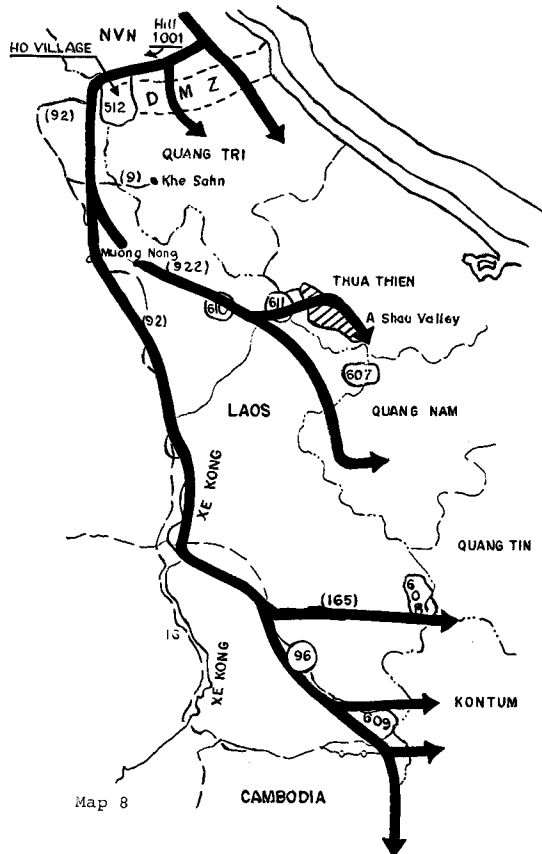 NVN
Hill
1001
HO VILLAGE
512
D M Z
(92)
QUANG TRI
(9)
Khe Sahn
Muong Nong
(922)
THUA THIEN
610
611
A Shau Valley
(92)
607
LAOS
QUANG NAM
XE KONG
QUANG TIN
608
(165)
16
96
XE KONG
KONTUM
609
Map 8
CAMBODIA